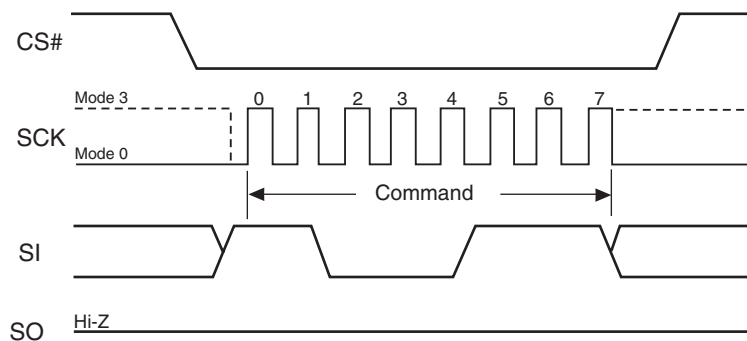 CS#
Mode 3
0 1 2 3 4 5 6 7
SCK
Mode 0
Command
SI
Hi-Z
SO